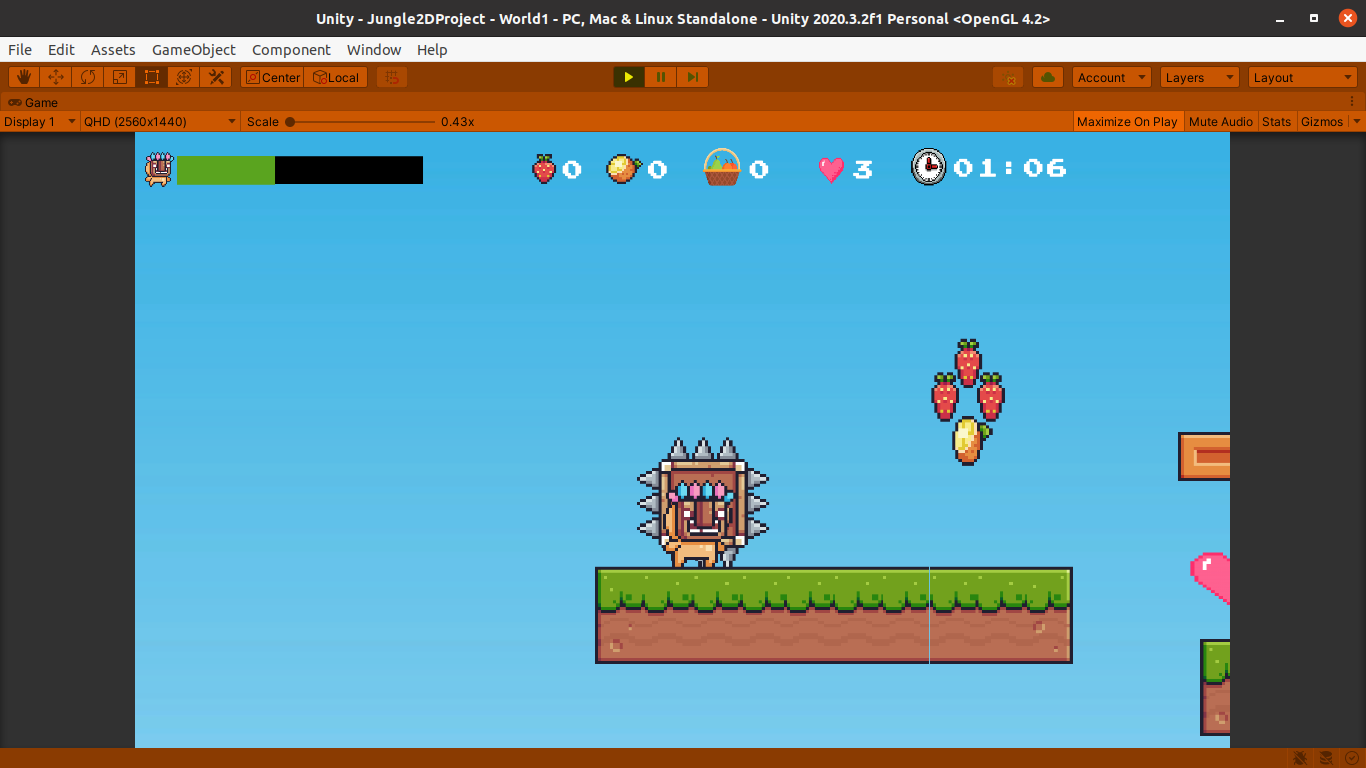 Unity - Jungle2DProject - World1 - PC, Mac & Linux Standalone - Unity 2020.3.2f1 Personal <OpenGL 4.2>
File Edit Assets GameObject Component Window Help
Center Local Account Layers Layout
Game
Display 1 QHD (2560x1440) Scale 0.43x Maximize On Play Mute Audio Stats Gizmos
0 0 0 3 01:06